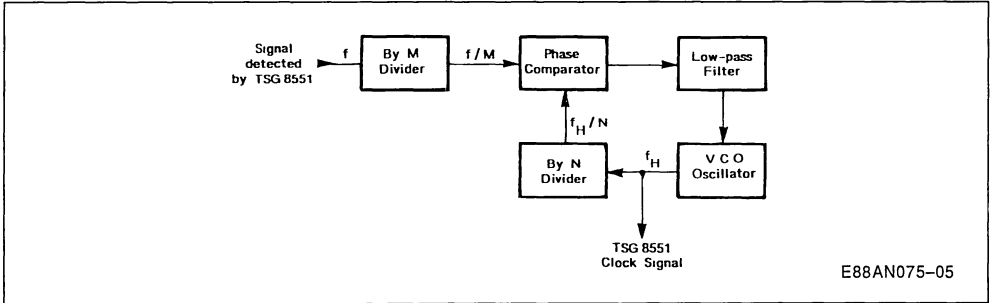 Signal
detected
by TSG 8551
f
By M
Divider
f / M
Phase
Comparator
Low-pass
Filter
f_H / N
By N
Divider
f_H
V C O
Oscillator
TSG 8551
Clock Signal
E88AN075-05